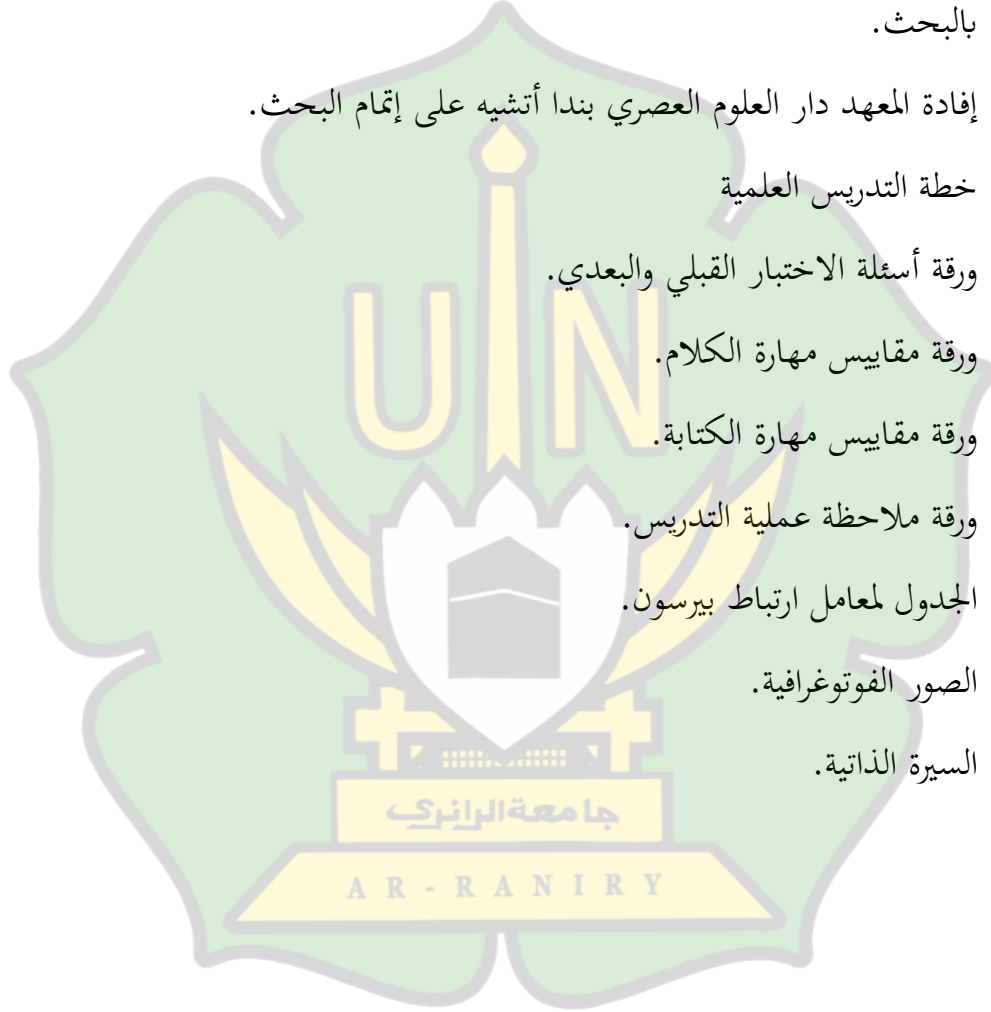 بالبحث.
إفادة المعهد دار العلوم العصري بندا أتشيه على إتمام البحث.
خطة التدريس العلمية
ورقة أسئلة الاختبار القبلي والبعدي.
ورقة مقاييس مهارة الكلام.
ورقة مقاييس مهارة الكتابة.
ورقة ملاحظة عملية التدريس.
الجدول لمعامل ارتباط بيرسون.
الصور الفوتوغرافية.
السيرة الذاتية.
UIN
جامعة الرانري
AR-RANIRY